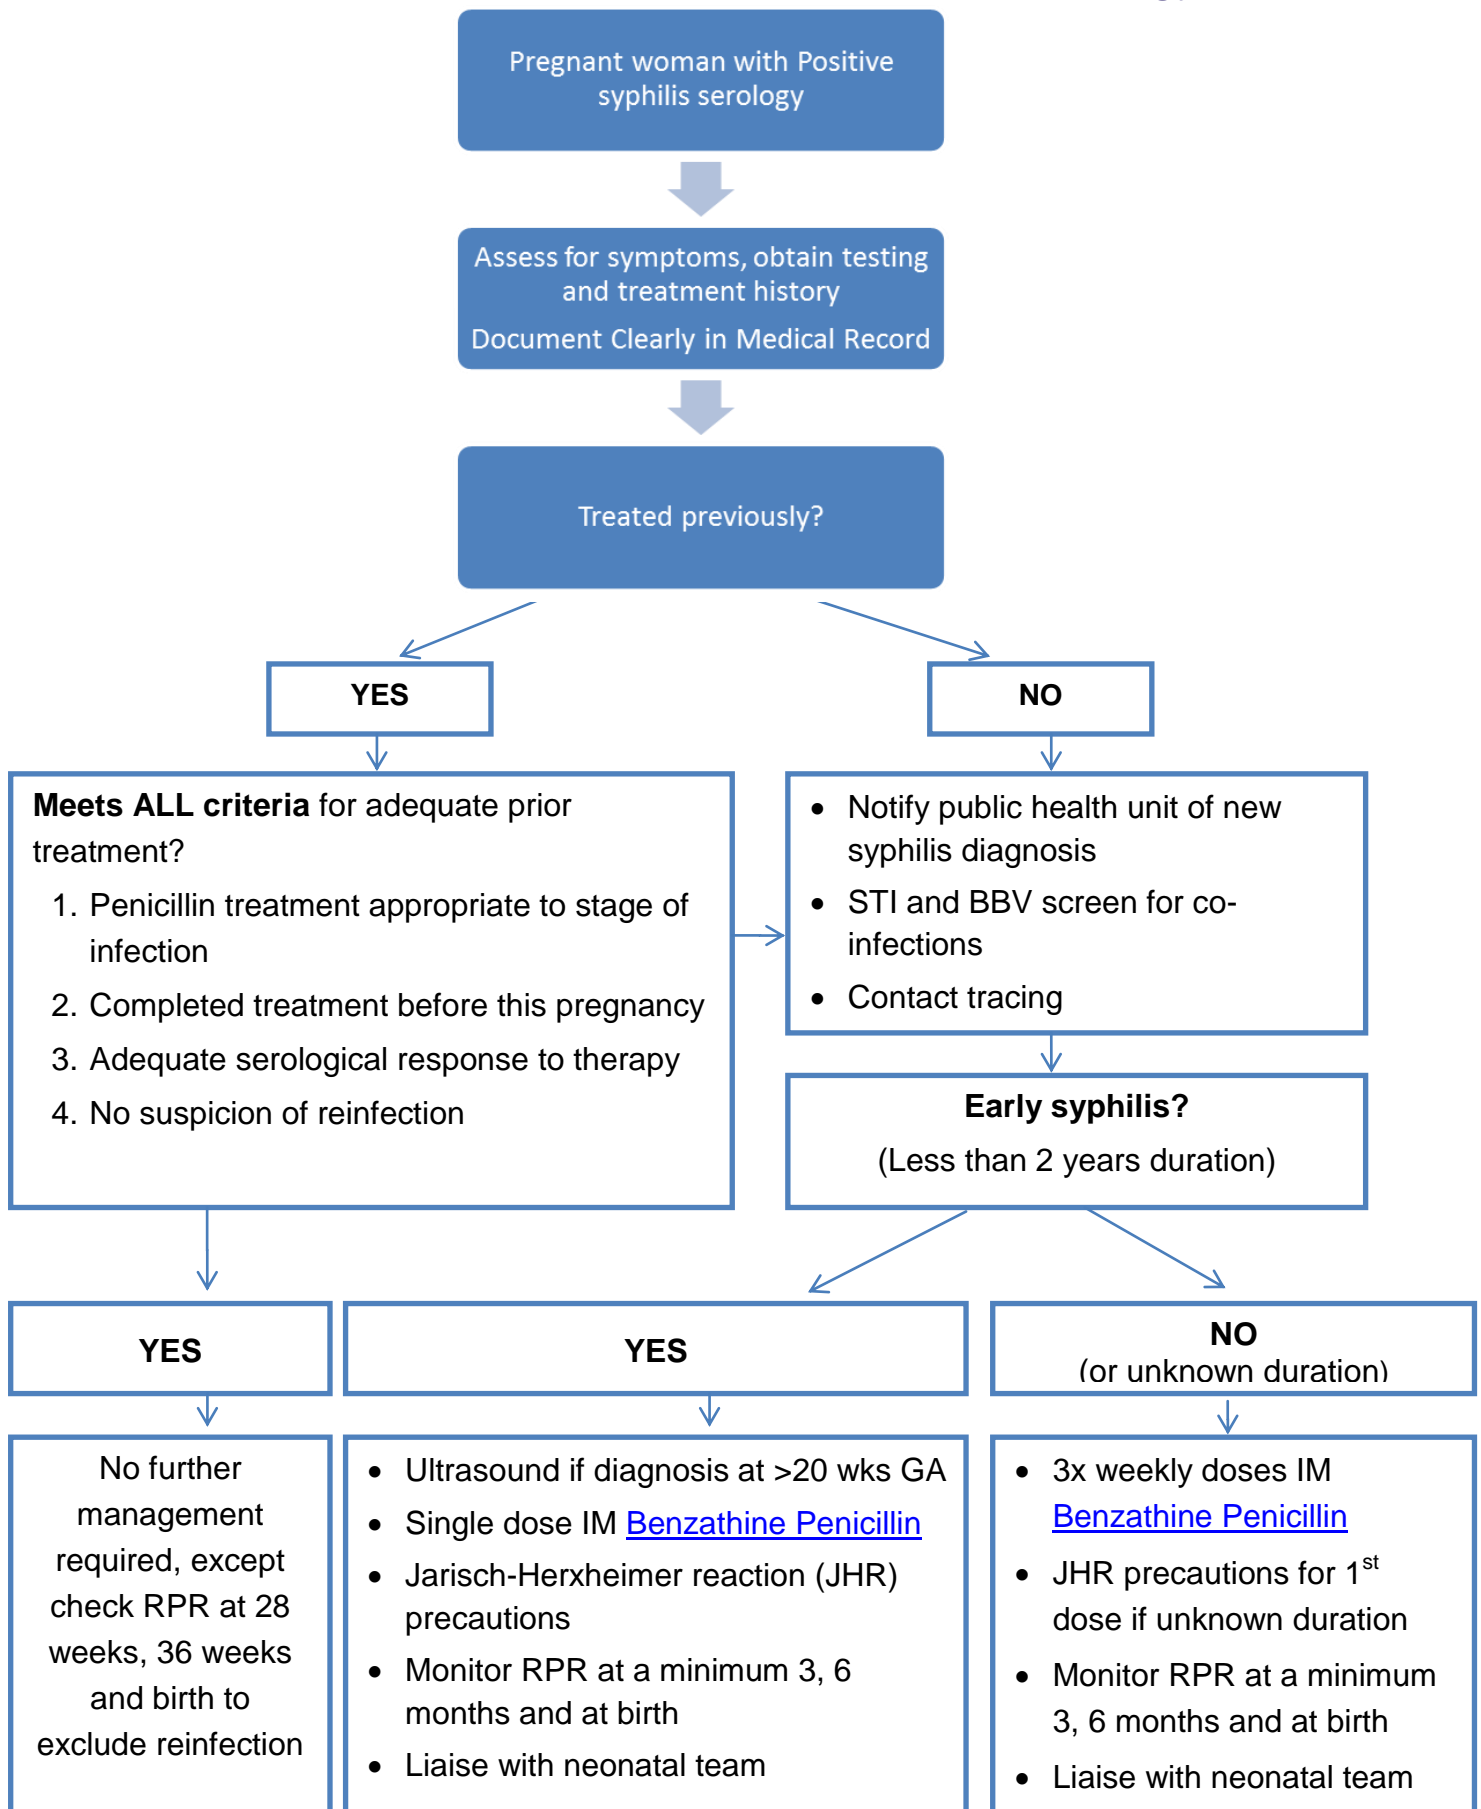 Pregnant woman with Positive
syphilis serology
Assess for symptoms, obtain testing
and treatment history
Document Clearly in Medical Record
Treated previously?
YES
NO
Meets ALL criteria for adequate prior
treatment?
1. Penicillin treatment appropriate to stage of
infection
2. Completed treatment before this pregnancy
3. Adequate serological response to therapy
4. No suspicion of reinfection
• Notify public health unit of new
syphilis diagnosis
• STI and BBV screen for co-
infections
• Contact tracing
Early syphilis?
(Less than 2 years duration)
YES
YES
NO
(or unknown duration)
No further
management
required, except
check RPR at 28
weeks, 36 weeks
and birth to
exclude reinfection
• Ultrasound if diagnosis at >20 wks GA
• Single dose IM Benzathine Penicillin
• Jarisch-Herxheimer reaction (JHR)
precautions
• Monitor RPR at a minimum 3, 6
months and at birth
• Liaise with neonatal team
• 3x weekly doses IM
Benzathine Penicillin
• JHR precautions for 1st
dose if unknown duration
• Monitor RPR at a minimum
3, 6 months and at birth
• Liaise with neonatal team